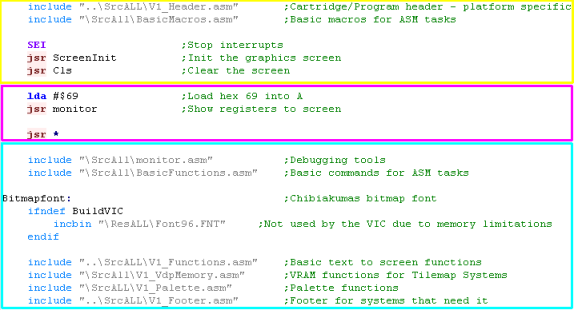 include "..\SrcALL\V1_Header.asm" ;Cartridge/Program header - platform specific
include "\SrcAll\BasicMacros.asm" ;Basic macros for ASM tasks
SEI ;Stop interrupts
jsr ScreenInit ;Init the graphics screen
jsr Cls ;Clear the screen
lda #$69 ;Load hex 69 into A
jsr monitor ;Show registers to screen
jsr *
include "\SrcAll\monitor.asm" ;Debugging tools
include "\SrcAll\BasicFunctions.asm" ;Basic commands for ASM tasks
Bitmapfont: ;Chibiakumas bitmap font
ifndef BuildVIC
incbin "\ResALL\Font96.FNT" ;Not used by the VIC due to memory limitations
endif
include "..\SrcALL\V1_Functions.asm" ;Basic text to screen functions
include "\SrcAll\V1_VdpMemory.asm" ;VRAM functions for Tilemap Systems
include "\SrcALL\V1_Palette.asm" ;Palette functions
include "..\SrcALL\V1_Footer.asm" ;Footer for systems that need it